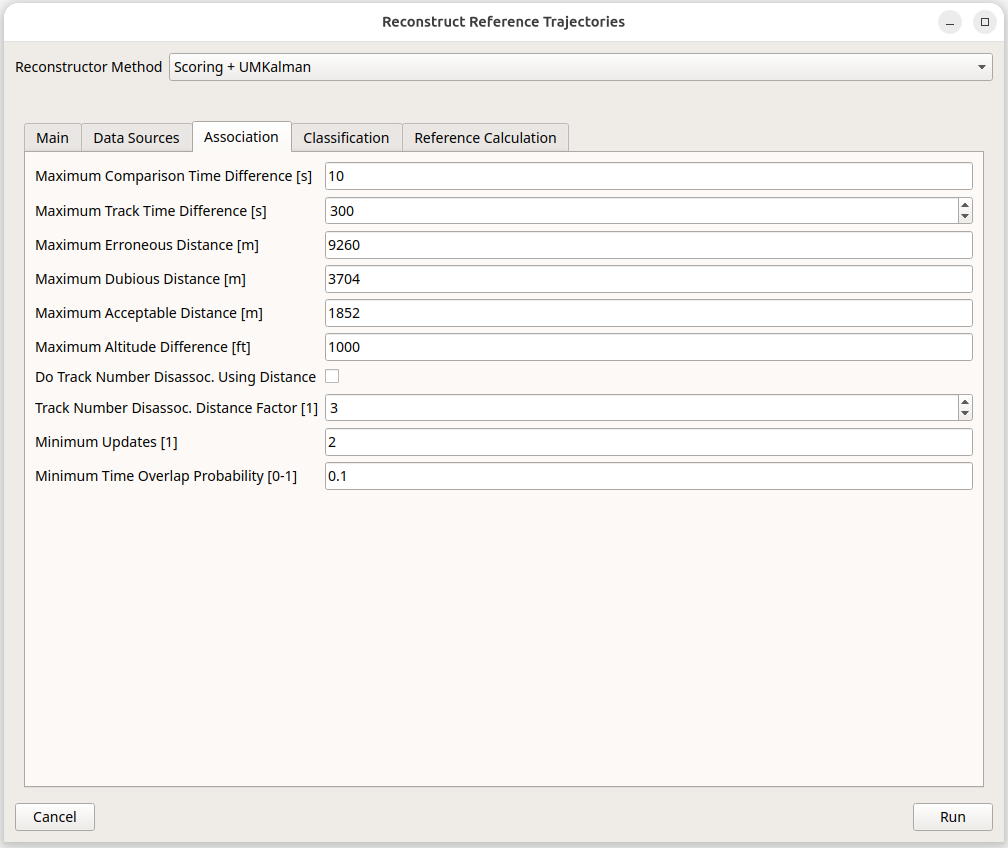 Reconstruct Reference Trajectories
Reconstructor Method Scoring + UMKalman
Main Data Sources Association Classification Reference Calculation
Maximum Comparison Time Difference [s] 10
Maximum Track Time Difference [s] 300
Maximum Erroneous Distance [m] 9260
Maximum Dubious Distance [m] 3704
Maximum Acceptable Distance [m] 1852
Maximum Altitude Difference [ft] 1000
Do Track Number Disassoc. Using Distance
Track Number Disassoc. Distance Factor [1] 3
Minimum Updates [1] 2
Minimum Time Overlap Probability [0-1] 0.1
Cancel Run